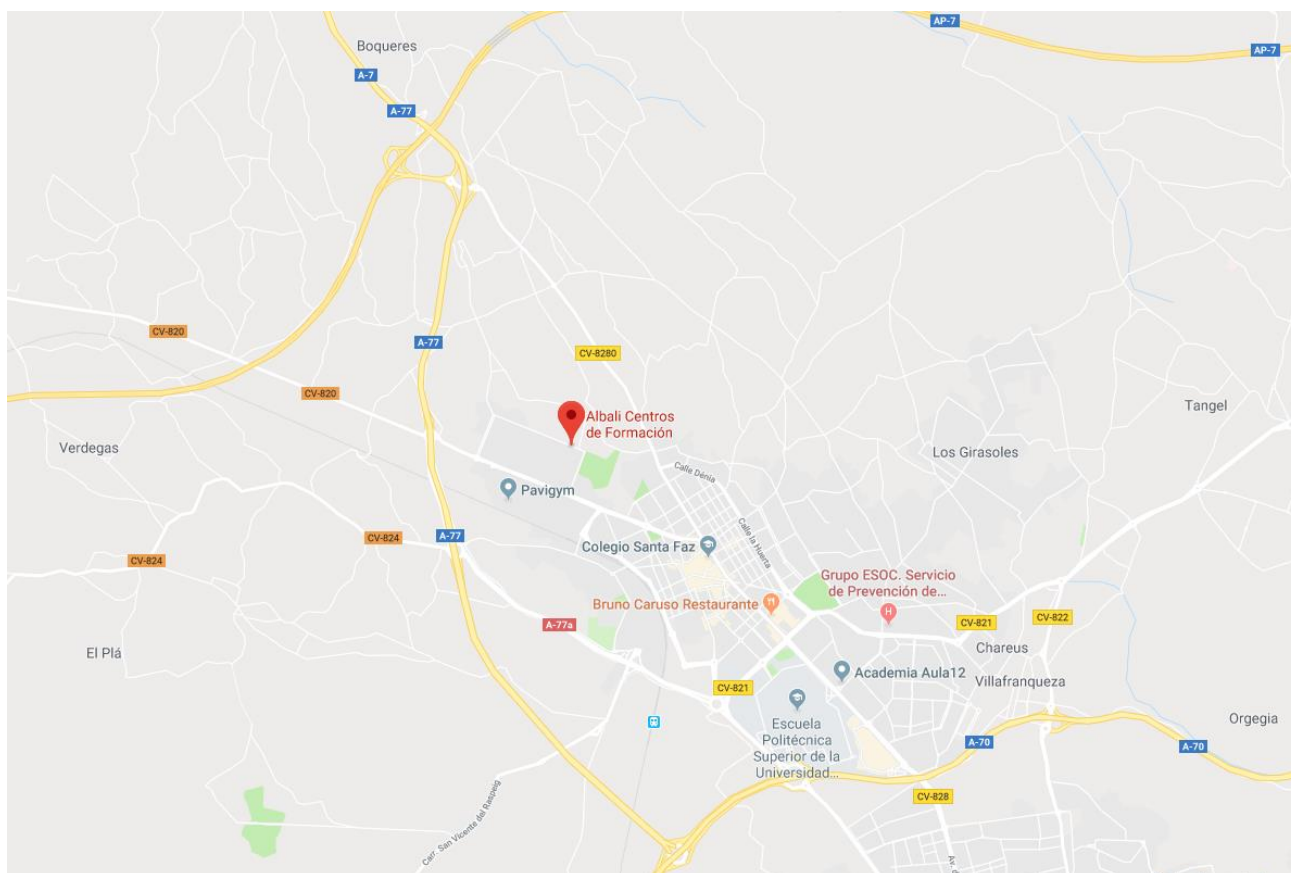 AP-7
Boqueres
AP-7
A-7
A-77
CV-820
A-77
CV-8280
CV-820
Albali Centros
de Formación
Tangel
Verdegas
Los Girasoles
Calle Dénia
Pavigym
Calle la Huerta
A-77
CV-824
Colegio Santa Faz
CV-824
Grupo ESOC. Servicio
de Prevención de...
Bruno Caruso Restaurante
A-77a
CV-821
CV-822
El Plá
Chareus
Academia Aula12
Villafranqueza
CV-821
Escuela
Politécnica
Superior de la
Universidad...
Orgegia
A-70
A-70
CV-828
Carr. San Vicente del Raspeig
Av. d